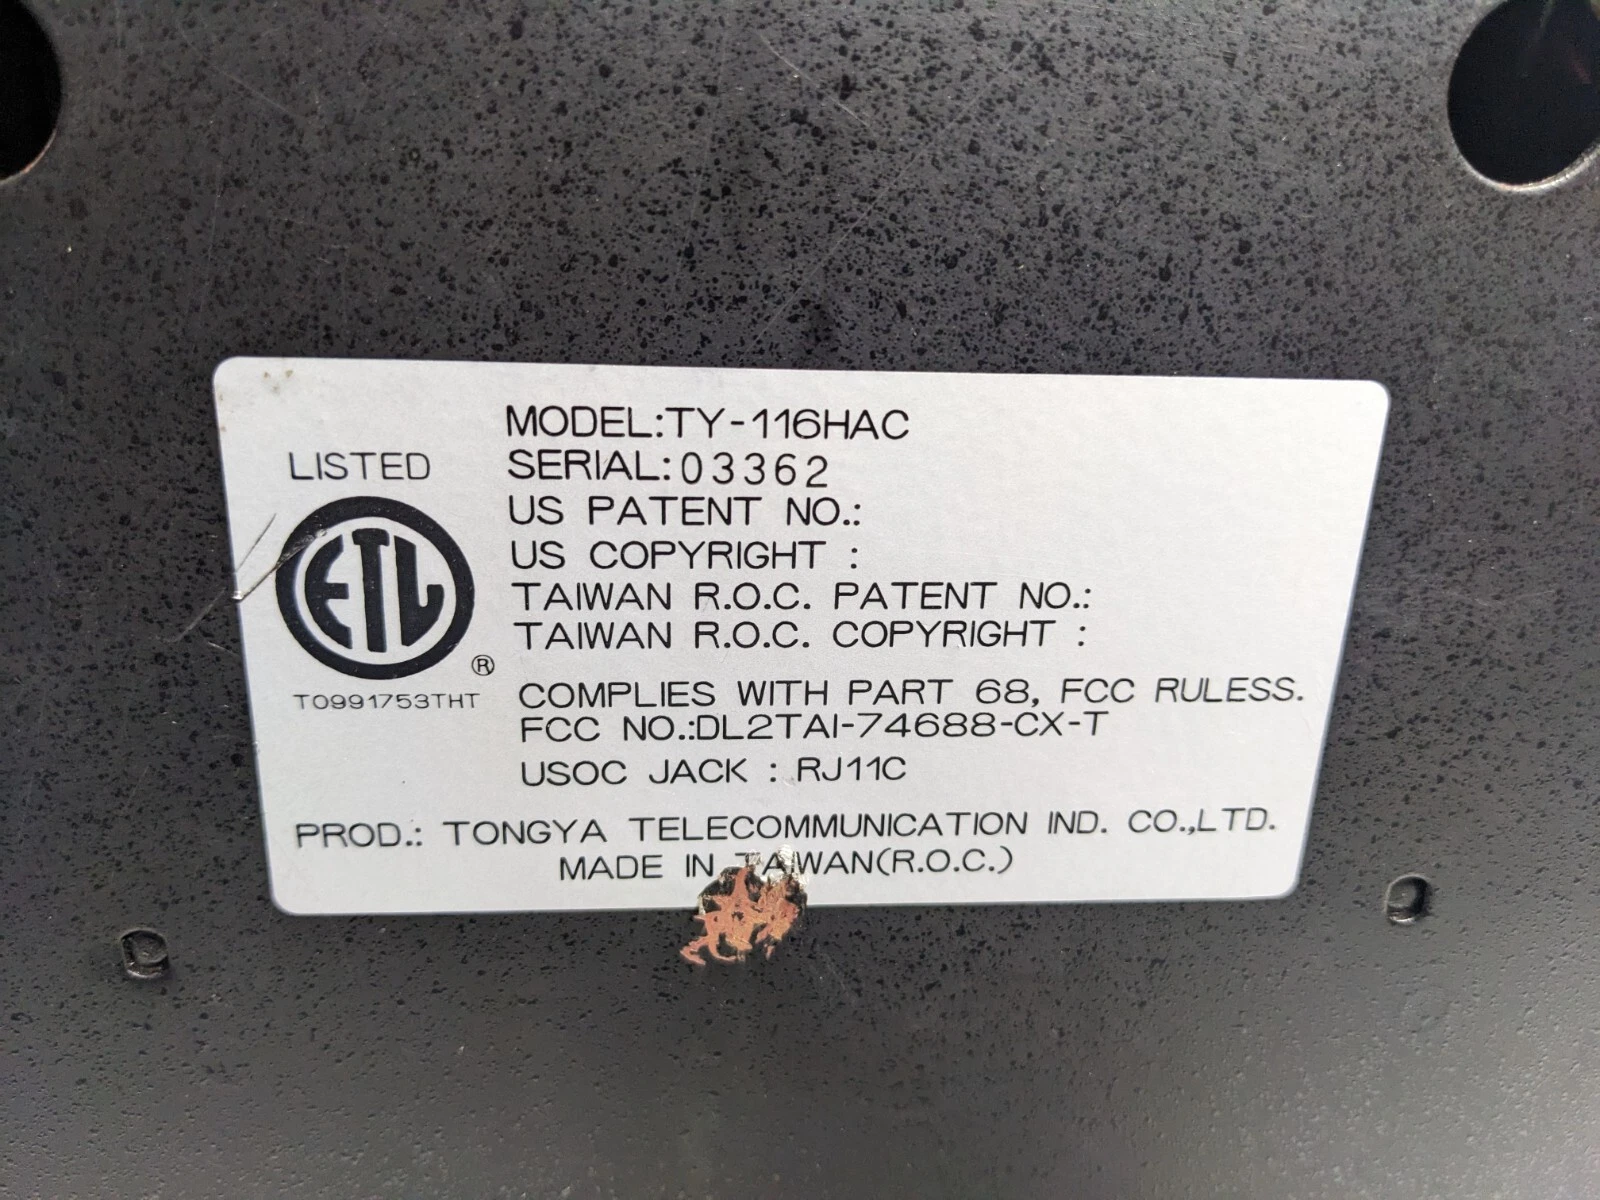 MODEL:TY-116HAC
LISTED
SERIAL:03362
US PATENT NO.:
US COPYRIGHT :
ETL
TAIWAN R.O.C. PATENT NO.:
TAIWAN R.O.C. COPYRIGHT :
®
T0991753THT
COMPLIES WITH PART 68, FCC RULESS.
FCC NO.:DL2TAI-74688-CX-T
USOC JACK : RJ11C
PROD.: TONGYA TELECOMMUNICATION IND. CO.,LTD.
MADE IN TAIWAN(R.O.C.)